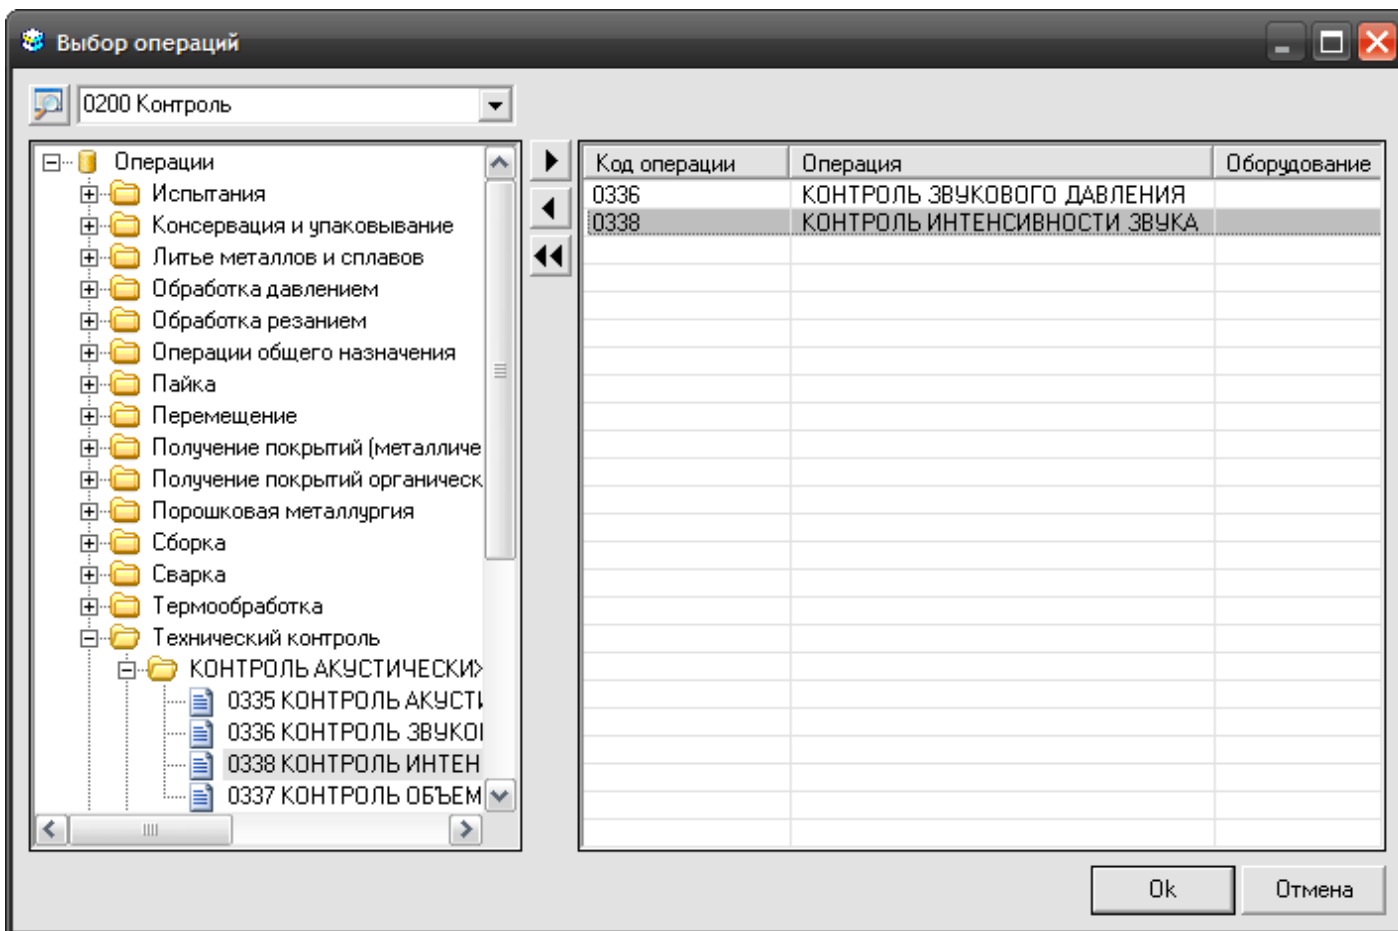 Выбор операций
0200 Контроль
Операции
Испытания
Консервация и упаковывание
Литье металлов и сплавов
Обработка давлением
Обработка резанием
Операции общего назначения
Пайка
Перемещение
Получение покрытий (металличе
Получение покрытий органическ
Порошковая металлургия
Сборка
Сварка
Термообработка
Технический контроль
КОНТРОЛЬ АКУСТИЧЕСКИХ
0335 КОНТРОЛЬ АКУСТИ
0336 КОНТРОЛЬ ЗВУКО
0338 КОНТРОЛЬ ИНТЕН
0337 КОНТРОЛЬ ОБЪЕМ
Код операции Операция Оборудование
0336 КОНТРОЛЬ ЗВУКОВОГО ДАВЛЕНИЯ
0338 КОНТРОЛЬ ИНТЕНСИВНОСТИ ЗВУКА
Ok Отмена